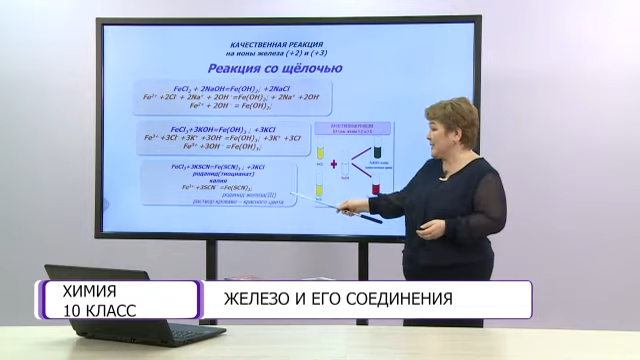 КАЧЕСТВЕННАЯ РЕАКЦИЯ
на ионы железа (+2) и (+3)
Реакция со щёлочью
FeCl₂ + 2NaOH=Fe(OH)₂↓ +2NaCl
Fe²⁺ +2Cl⁻ + 2Na⁺ + 2OH⁻=Fe(OH)₂↓ + 2Na⁺ +2Cl⁻
Fe²⁺ + 2OH⁻ = Fe(OH)₂↓
FeCl₃+3KOH=Fe(OH)₃↓ +3KCl
Fe³⁺+3Cl⁻+3K⁺ +3OH⁻=Fe(OH)₃↓ +3K⁺ +3Cl⁻
Fe³⁺ +3OH⁻ =Fe(OH)₃↓
КАЧЕСТВЕННАЯ РЕАКЦИЯ
FeCl₃+3KSCN=Fe(SCN)₃ +3KCl
роданид(тиоцианат)
калия
Fe³⁺ +3SCN⁻ =Fe(SCN)₃
роданид железа(III)
раствор кроваво – красного цвета
ХИМИЯ
10 КЛАСС
ЖЕЛЕЗО И ЕГО СОЕДИНЕНИЯ